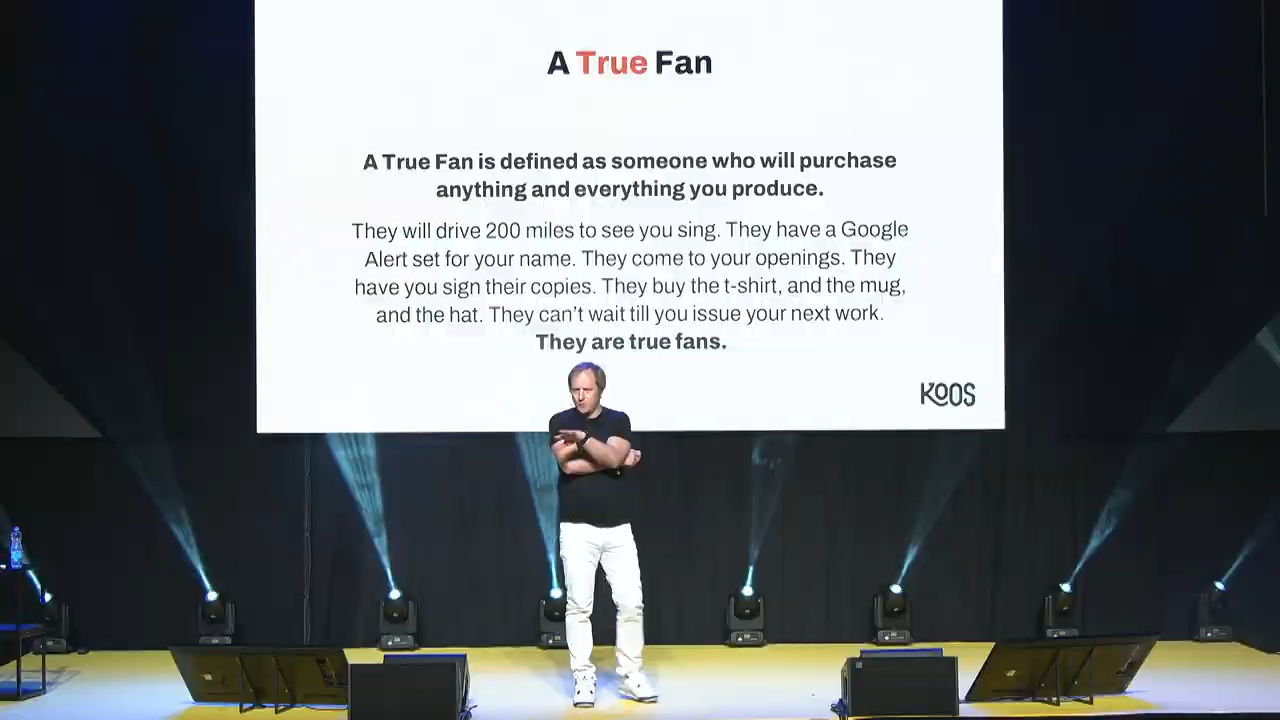 A True Fan
A True Fan is defined as someone who will purchase
anything and everything you produce.
They will drive 200 miles to see you sing. They have a Google
Alert set for your name. They come to your openings. They
have you sign their copies. They buy the t-shirt, and the mug,
and the hat. They can’t wait till you issue your next work.
They are true fans.
KOOS